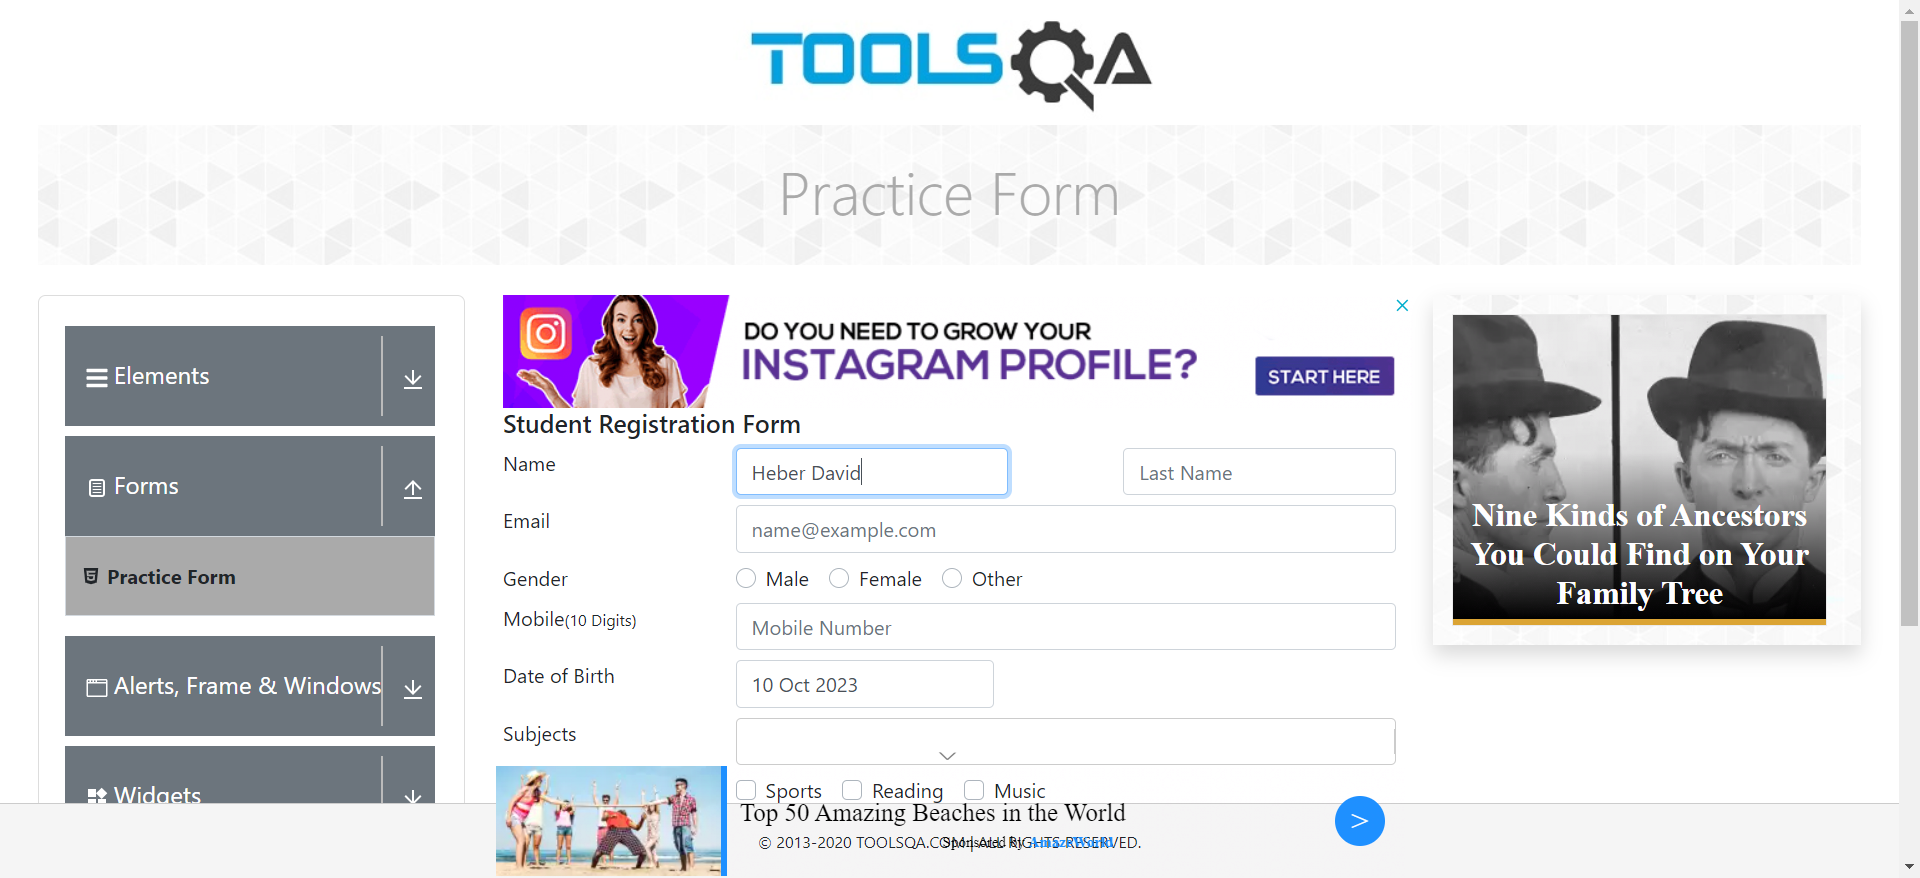 TOOLSQA
Practice Form
Elements
Forms
Practice Form
Alerts, Frame & Windows
Widgets
DO YOU NEED TO GROW YOUR
INSTAGRAM PROFILE?
START HERE
Student Registration Form
Name
Heber David
Last Name
Email
name@example.com
Gender
Male
Female
Other
Mobile(10 Digits)
Mobile Number
Date of Birth
10 Oct 2023
Subjects
Sports
Reading
Music
Nine Kinds of Ancestors
You Could Find on Your
Family Tree
Top 50 Amazing Beaches in the World
© 2013-2020 TOOLSQA.COM | ALL RIGHTS RESERVED.
Sponsored By